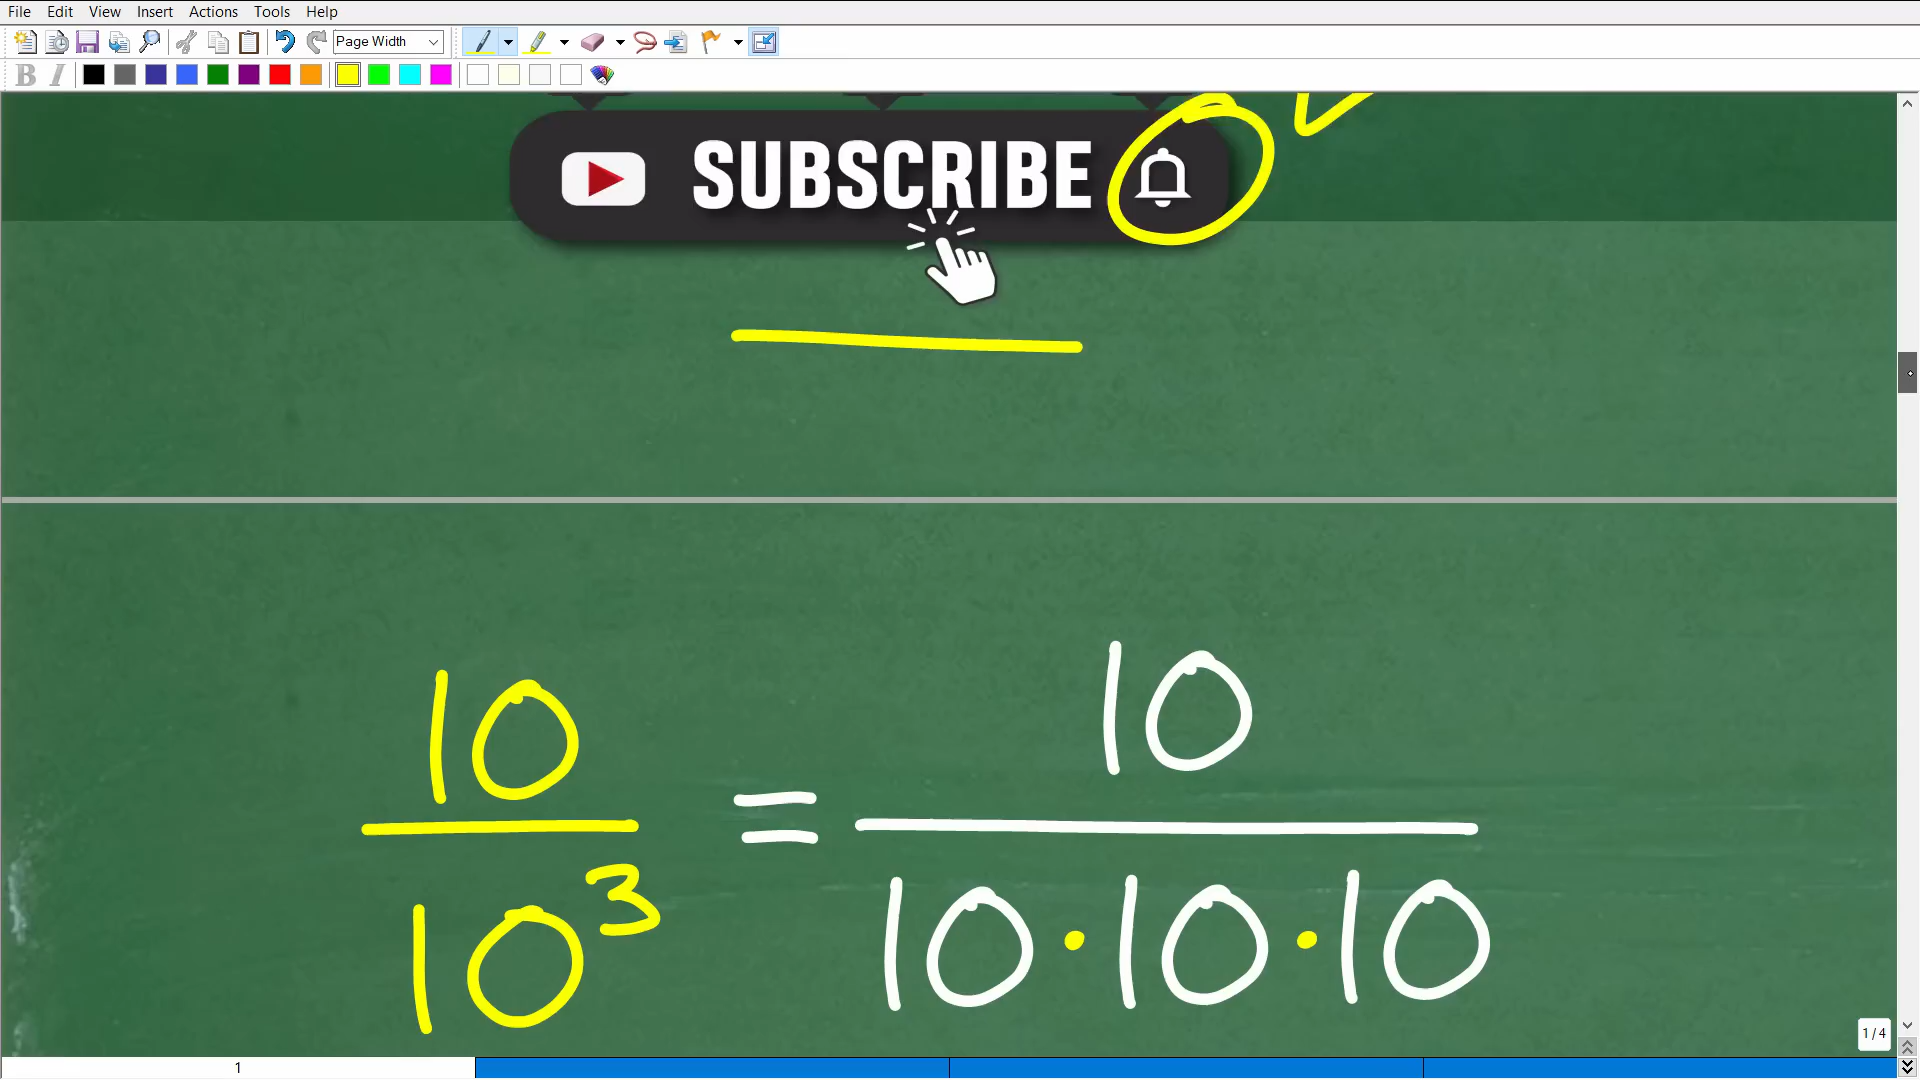 File Edit View Insert Actions Tools Help
Page Width
B I
SUBSCRIBE
10 / 10³ = 10 / 10 · 10 · 10
1 / 4
1